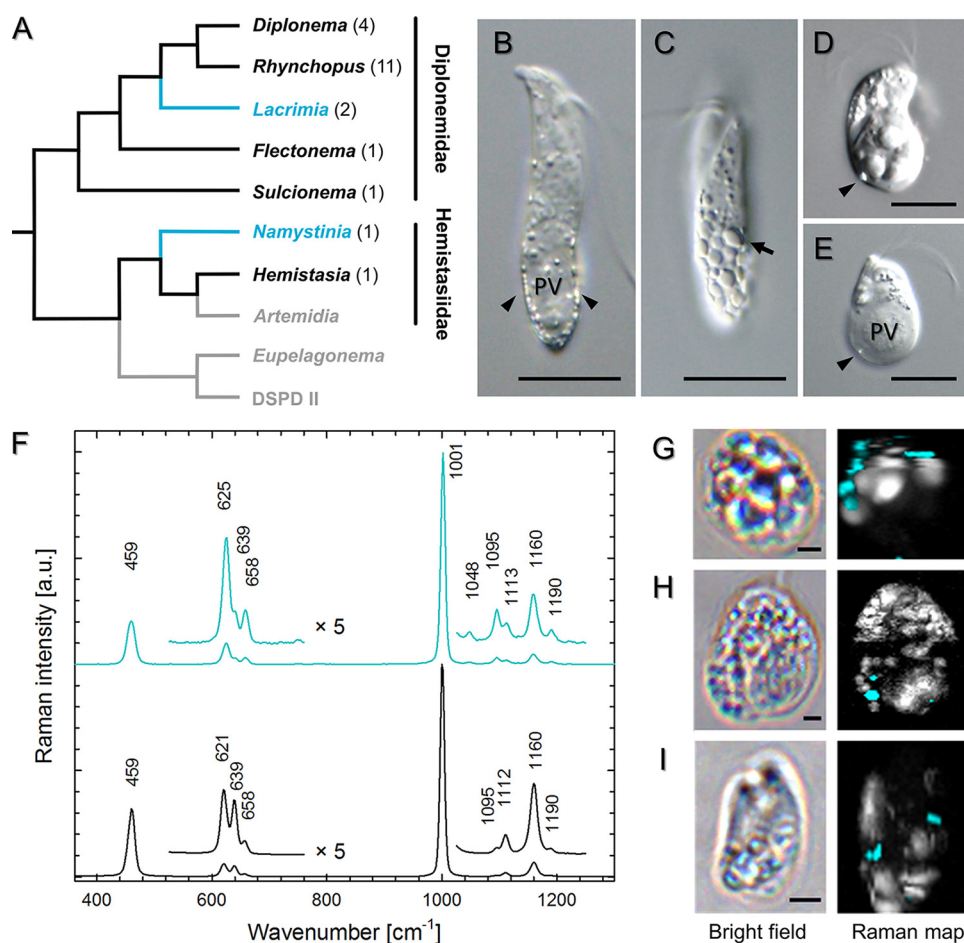 A
Diplonema (4)
Rhynchopus (11)
Lacrimia (2)
Flectonema (1)
Sulcionema (1)
Namystinia (1)
Hemistasia (1)
Artemidia
Eupelagonema
DSPD II
Diplonemidae
Hemistasiidae
B
PV
C
D
E
PV
F
400
600
800
1000
1200
459
625
639
658
× 5
1001
1048
1095
1113
1160
1190
459
621
639
658
× 5
1095
1112
1160
1190
Raman intensity [a.u.]
Wavenumber [cm-1]
G
H
I
Bright field
Raman map